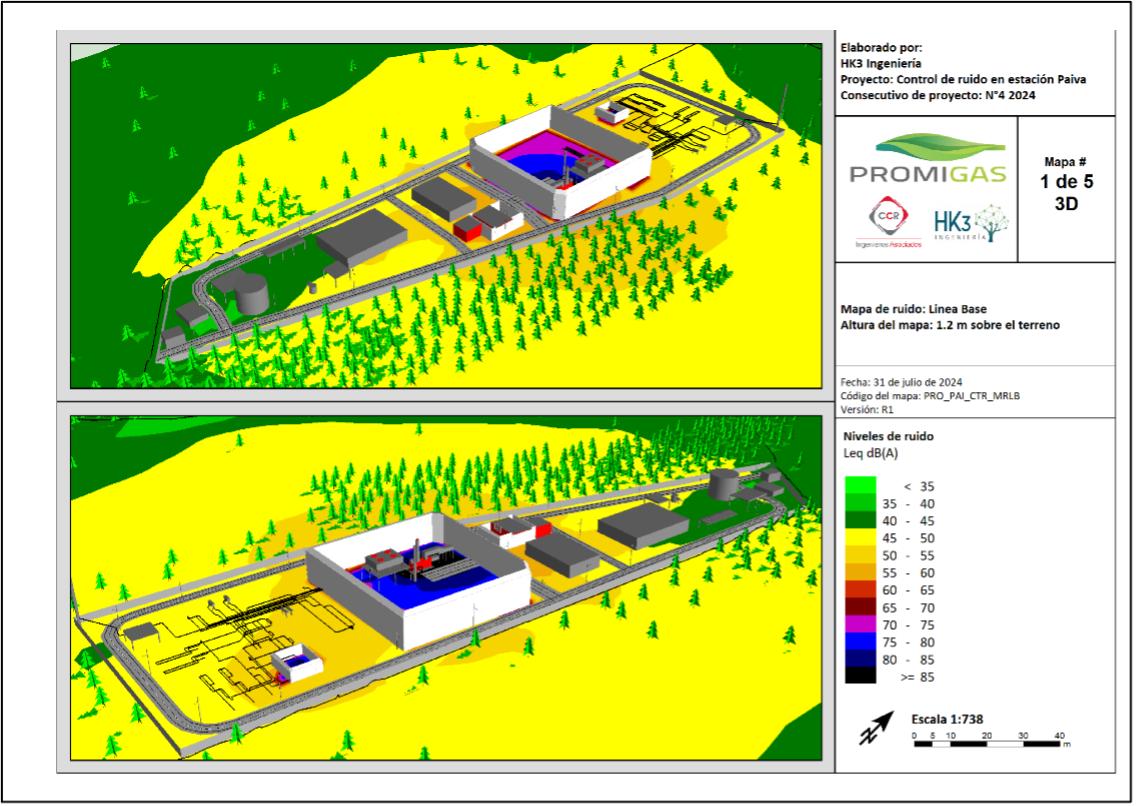 Elaborado por:
HK3 Ingeniería
Proyecto: Control de ruido en estación Paiva
Consecutivo de proyecto: N°4 2024
PROMIGAS
CCR
Ingenieros Asociados
HK3
INGENIERÍA
Mapa #
1 de 5
3D
Mapa de ruido: Linea Base
Altura del mapa: 1.2 m sobre el terreno
Fecha: 31 de julio de 2024
Código del mapa: PRO_PAI_CTR_MRLB
Versión: R1
Niveles de ruido
Leq dB(A)
< 35
35 - 40
40 - 45
45 - 50
50 - 55
55 - 60
60 - 65
65 - 70
70 - 75
75 - 80
80 - 85
>= 85
Escala 1:738
0 5 10 20 30 40
m